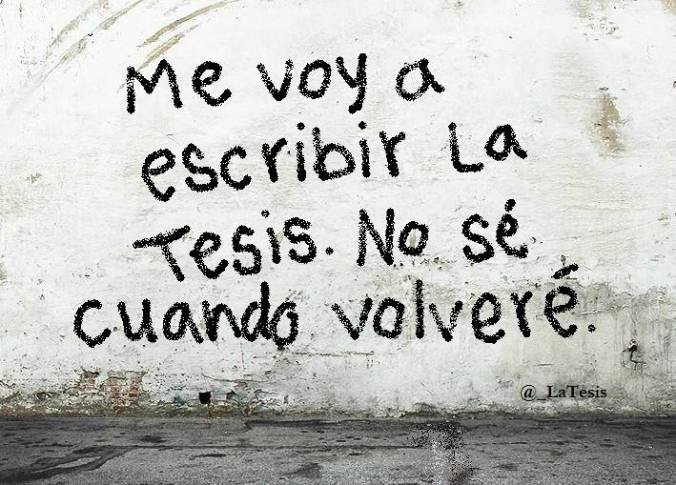 Me voy a
escribir La
Tesis. No sé
cuando volveré.
@_LaTesis